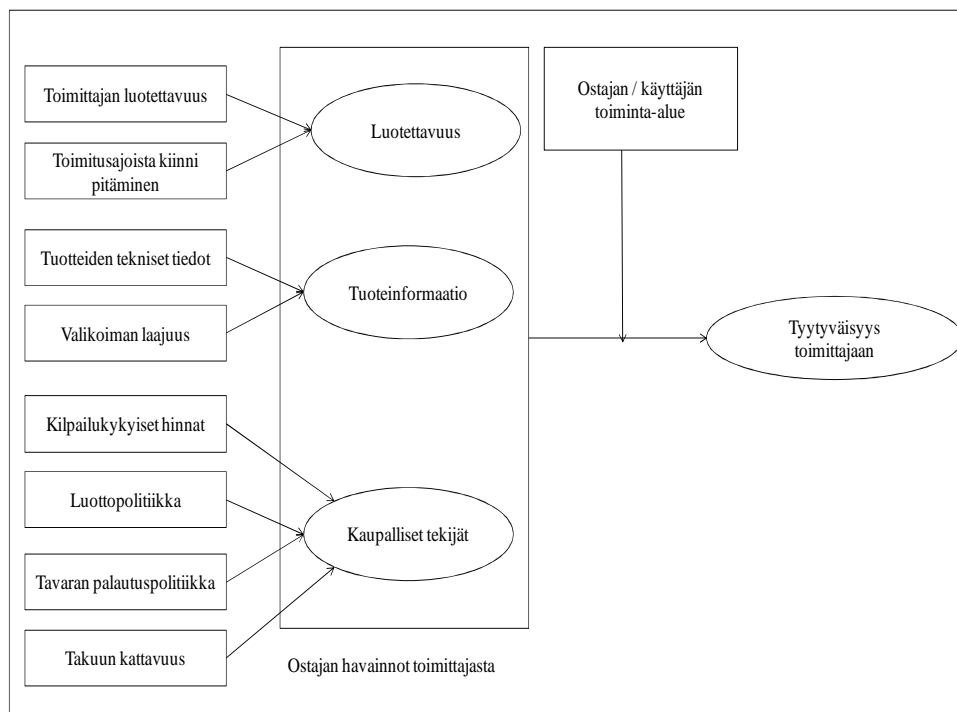 Toimittajan luotettavuus
Toimitusajoista kiinni
pitäminen
Tuotteiden tekniset tiedot
Valikoiman laajuus
Kilpailukykyiset hinnat
Luottopolitiikka
Tavaran palautuspolitiikka
Takuun kattavuus
Luotettavuus
Tuoteinformaatio
Kaupalliset tekijät
Ostajan havainnot toimittajasta
Ostajan / käyttäjän
toiminta-alue
Tyytyväisyys
toimittajaan